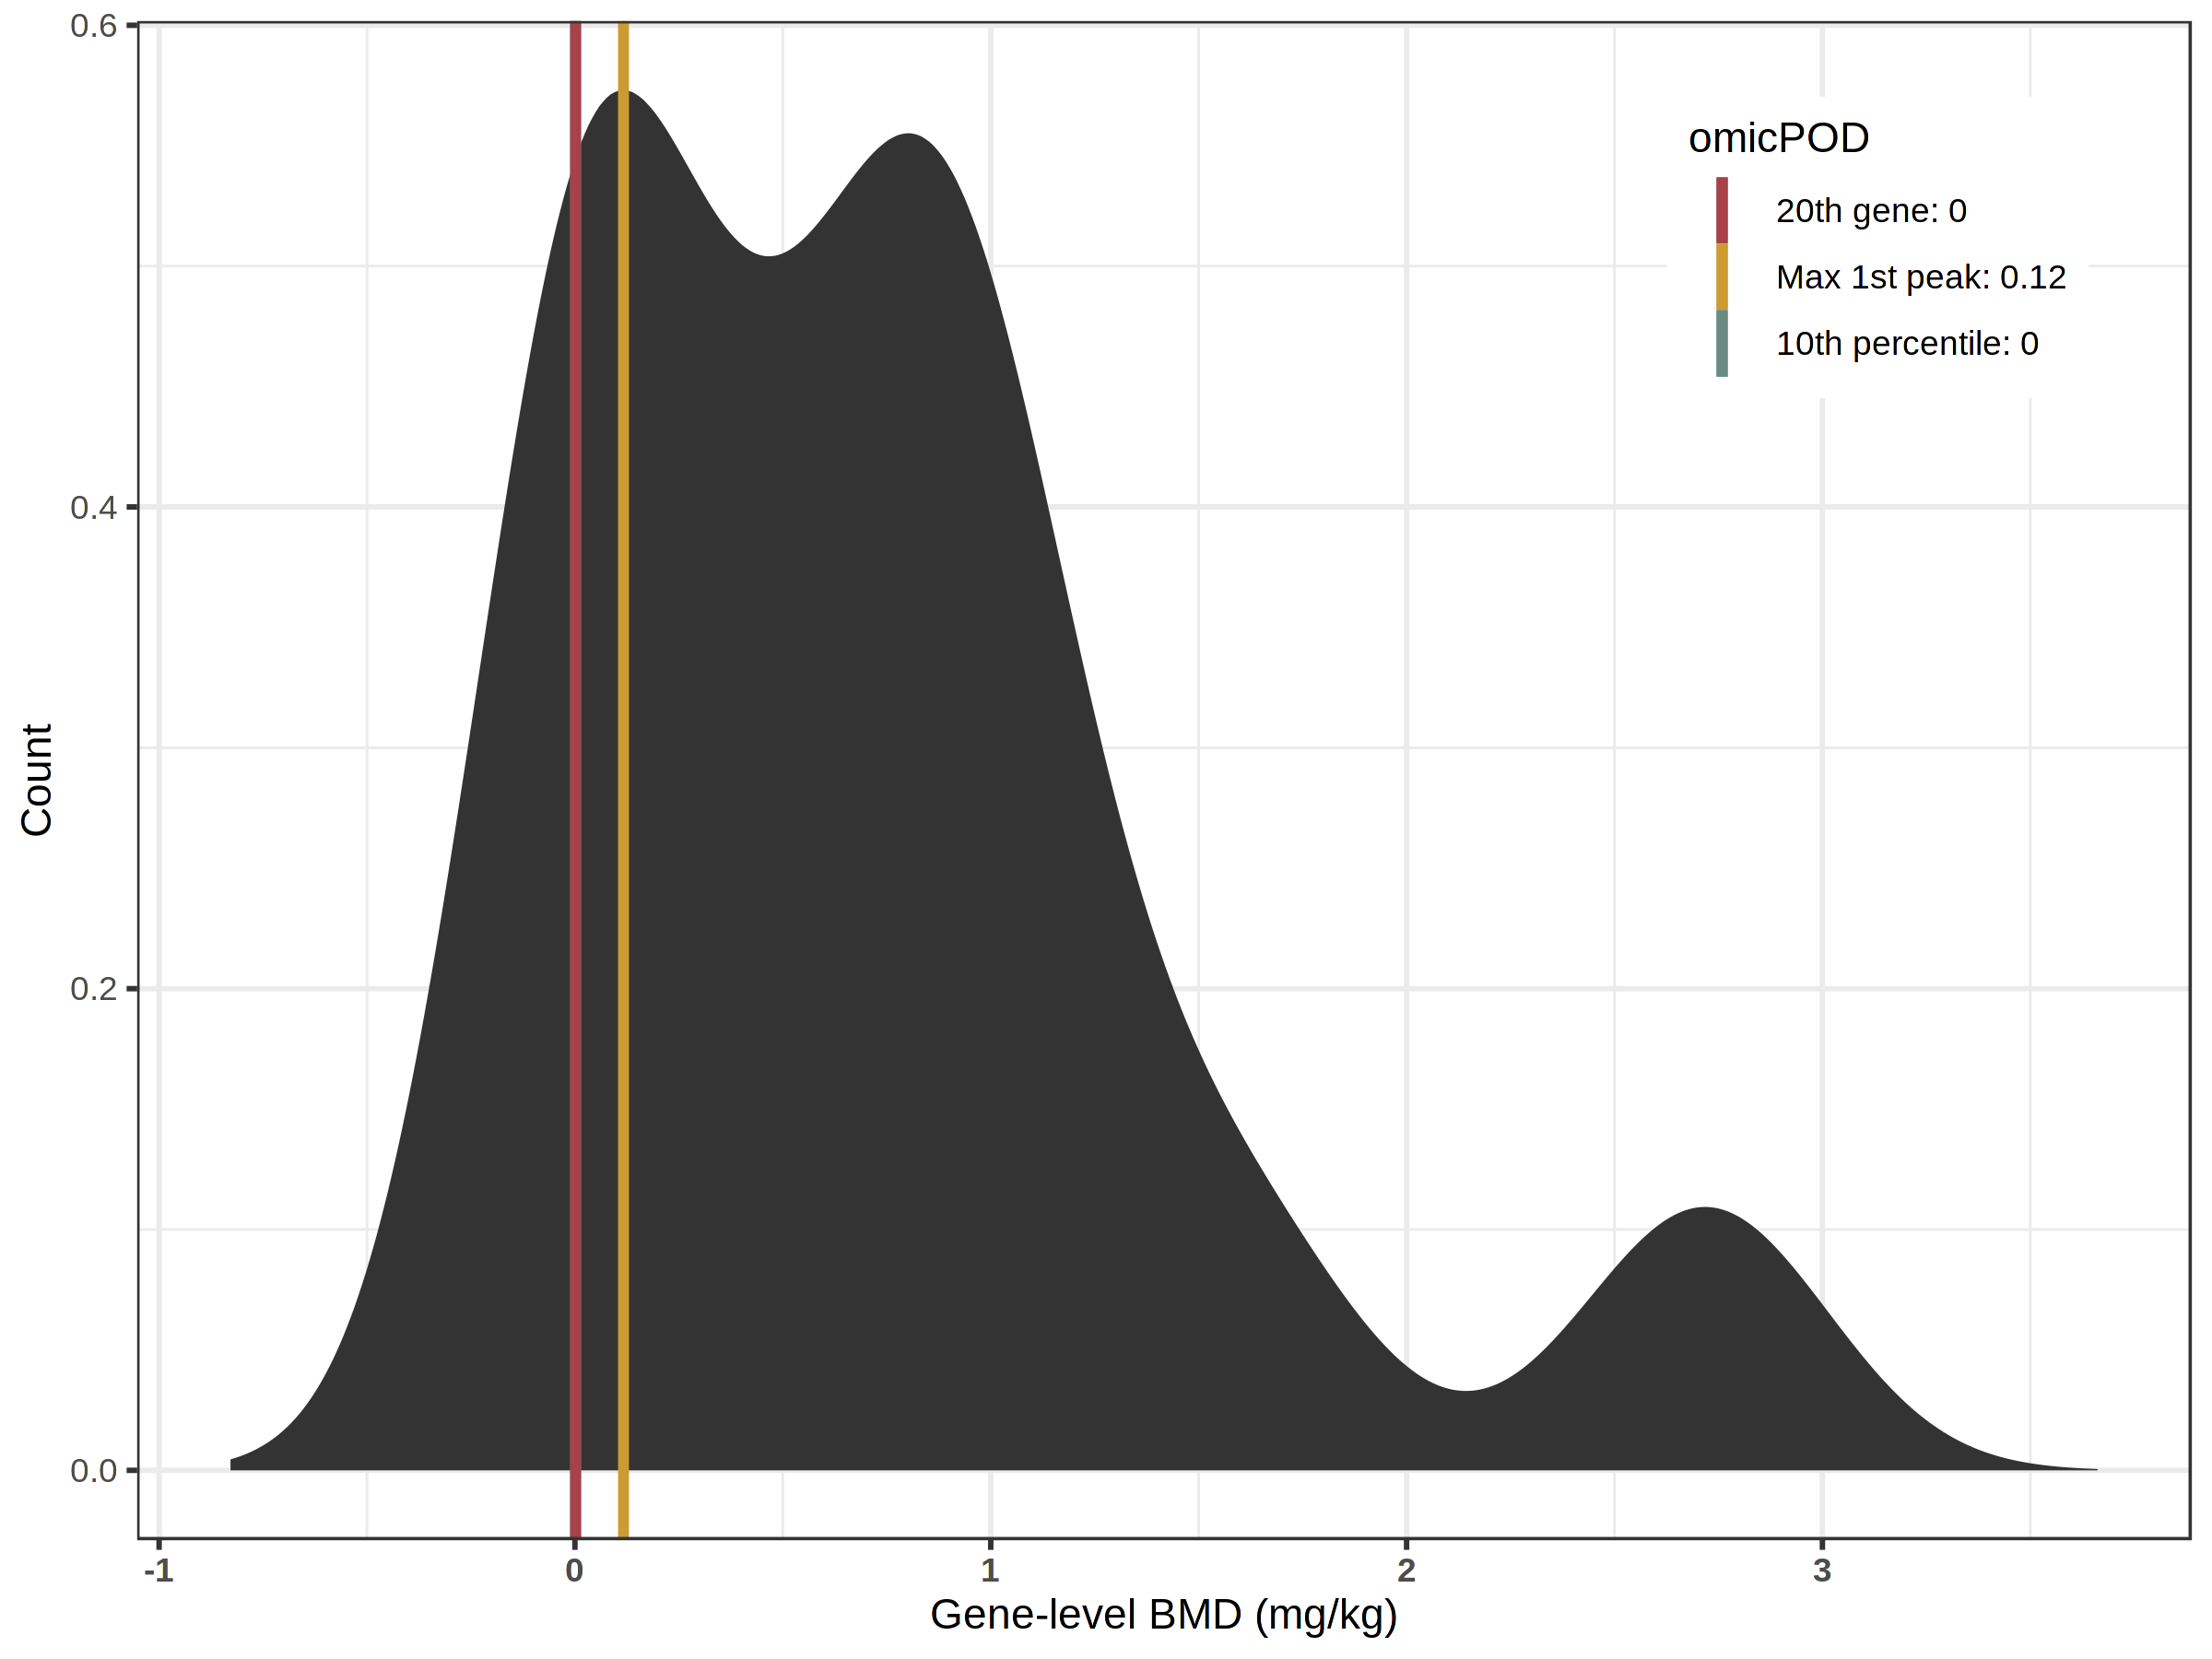 0.6
0.4
0.2
0.0
Count
-1
0
1
2
3
Gene-level BMD (mg/kg)
omicPOD
20th gene: 0
Max 1st peak: 0.12
10th percentile: 0